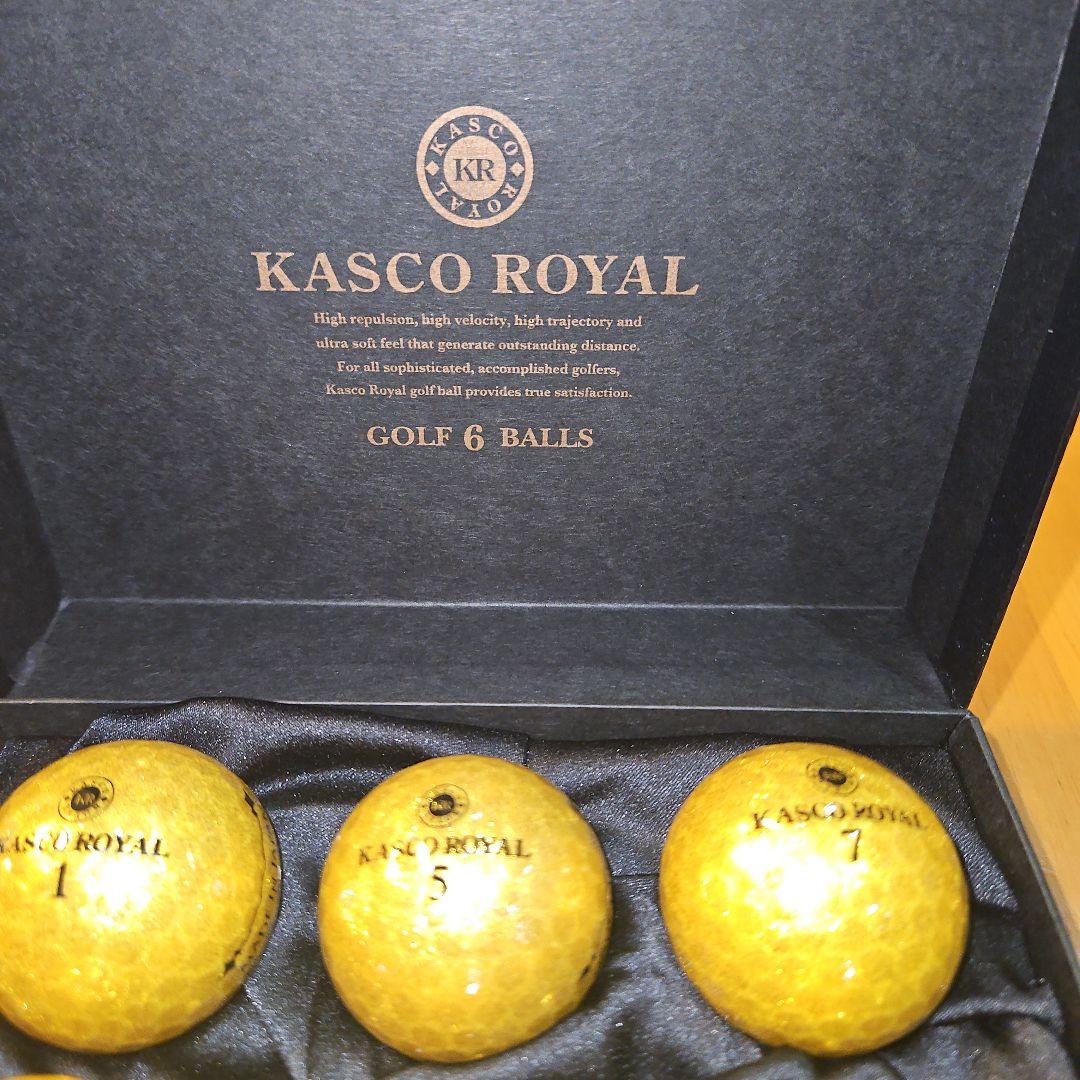 KASCO
KR
ROYAL
KASCO ROYAL
High repulsion, high velocity, high trajectory and
ultra soft feel that generate outstanding distance.
For all sophisticated, accomplished golfers,
Kasco Royal golf ball provides true satisfaction.
GOLF 6 BALLS
KR
KASCO ROYAL
1
KASCO ROYAL
5
KASCO ROYAL
7